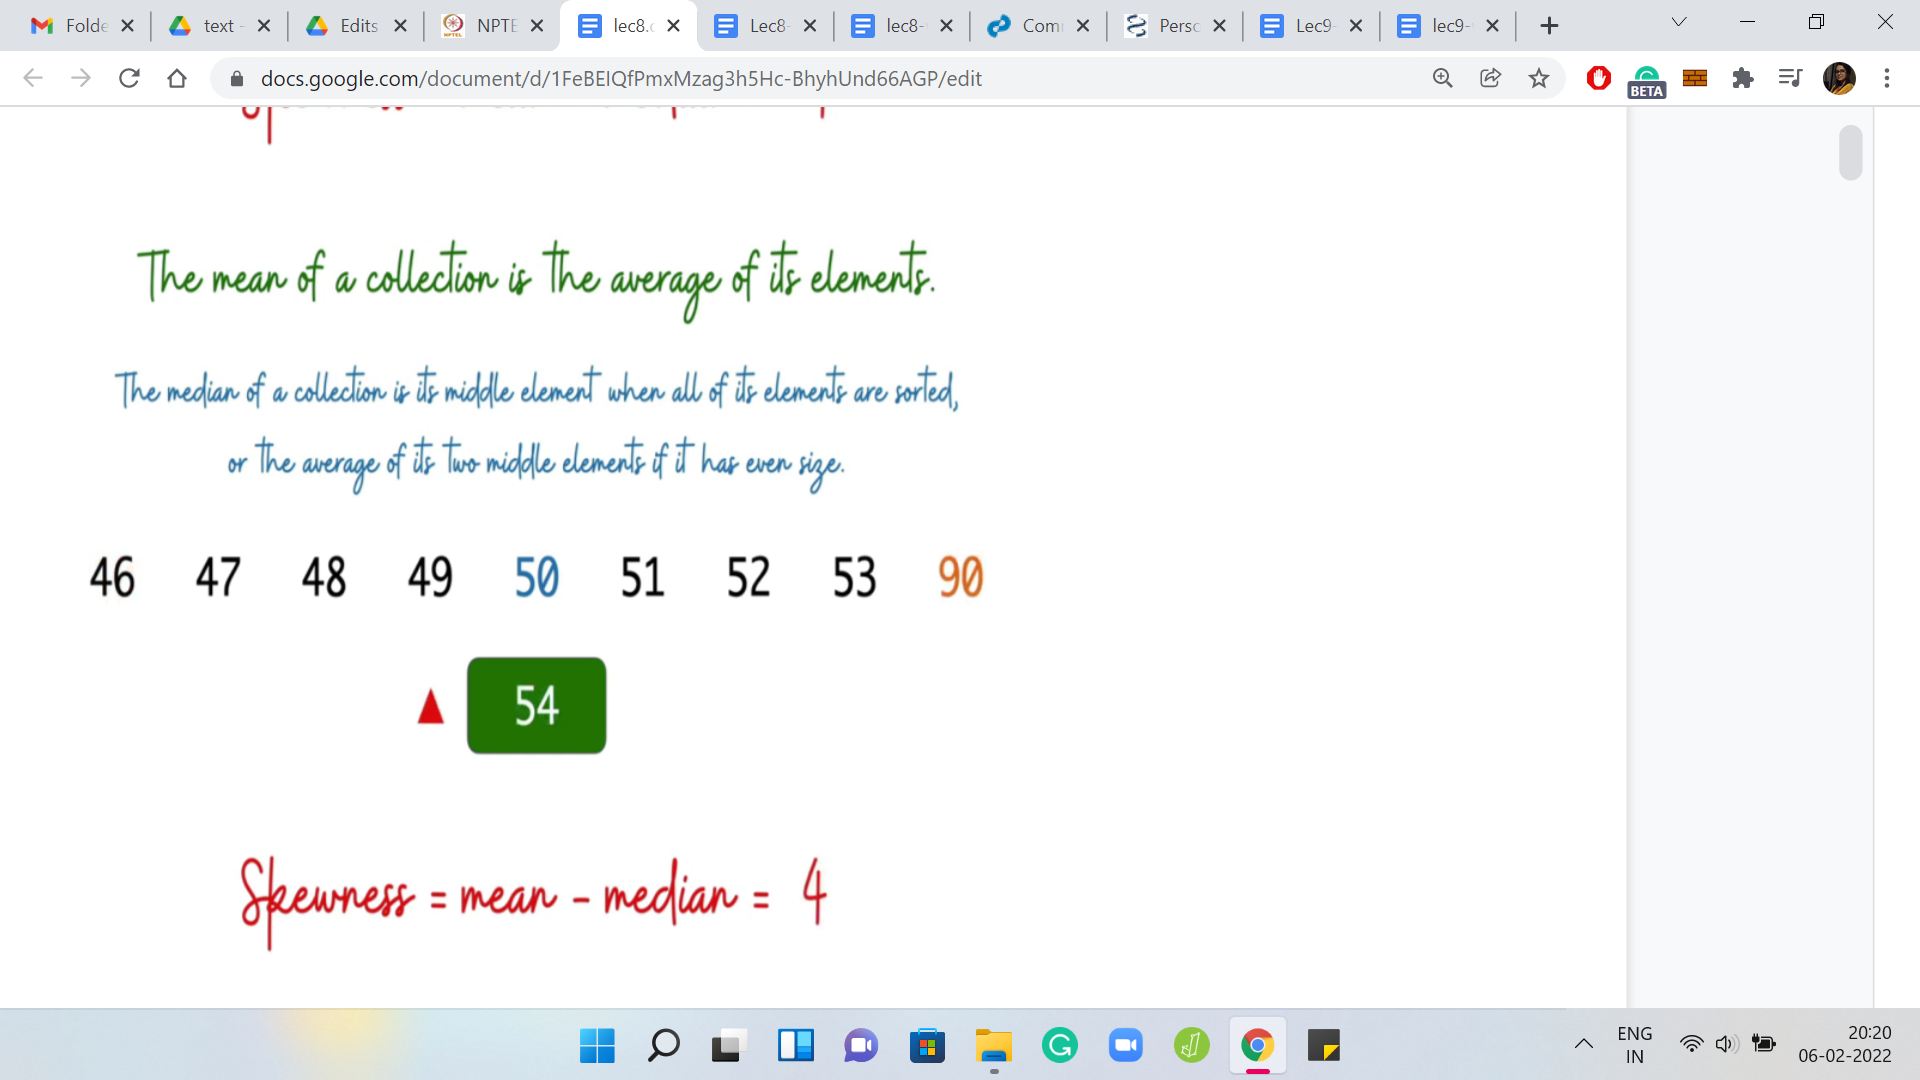 Folde
text -
Edits
NPTE
lec8.
Lec8-
lec8-
Com
Perso
Lec9-
lec9-
docs.google.com/document/d/1FeBEIQfPmxMzag3h5Hc-BhyhUnd66AGP/edit
BETA
The mean of a collection is the average of its elements.
The median of a collection is its middle element when all of its elements are sorted,
or the average of its two middle elements if it has even size.
46 47 48 49 50 51 52 53 90
54
Skewness = mean - median = 4
ENG
IN
20:20
06-02-2022